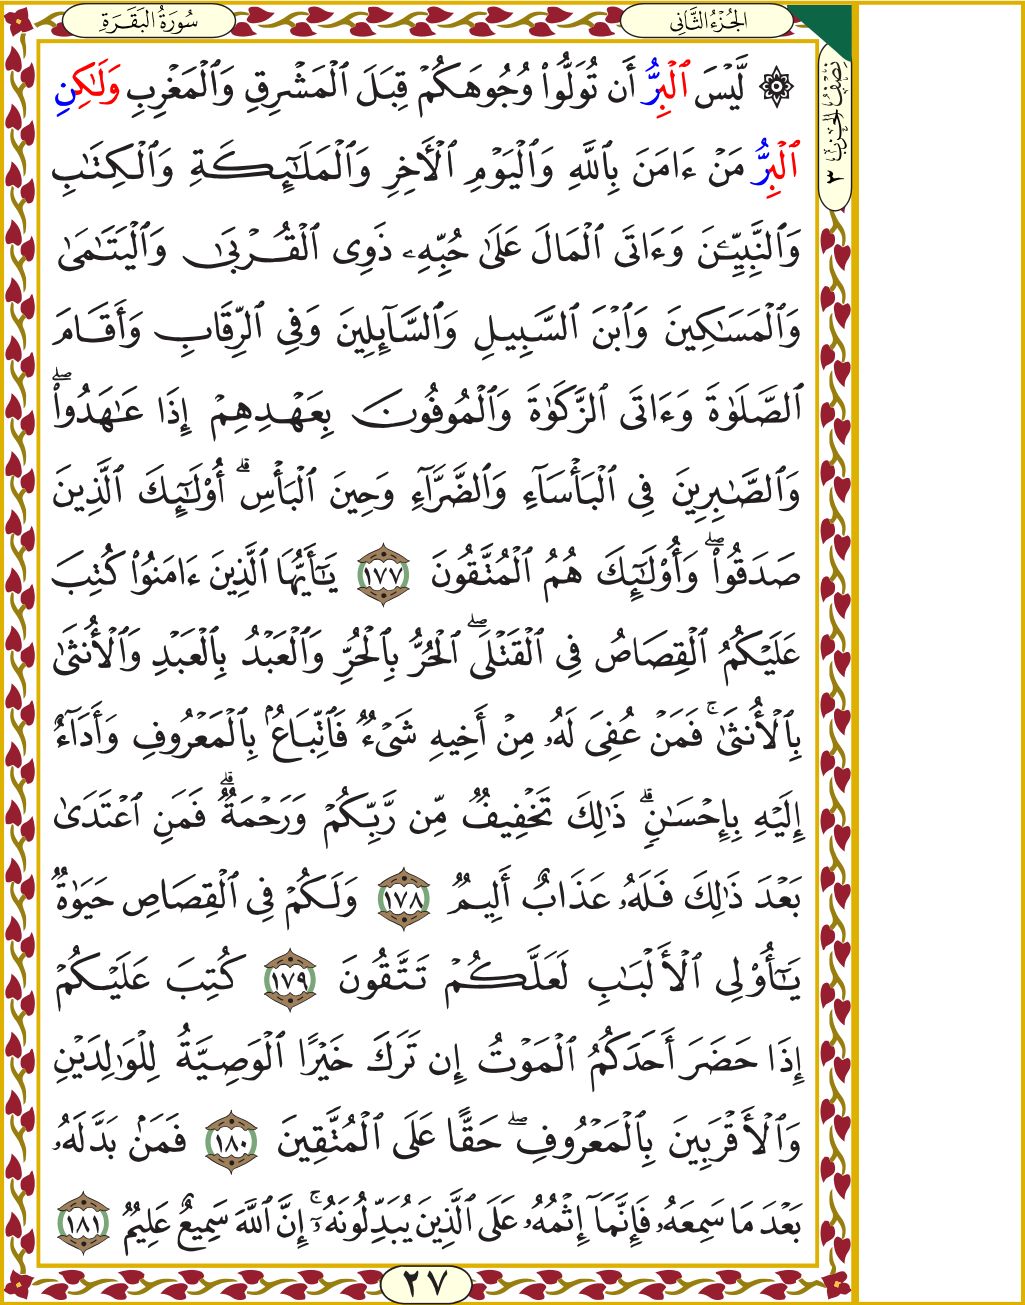 سُورَةُ البَقَرَةِ
الجُزْءُ الثَّانِي
نِصْفُ الحِزْبِ ٣
۞ لَّيْسَ ٱلْبِرُّ أَن تُوَلُّوا۟ وُجُوهَكُمْ قِبَلَ ٱلْمَشْرِقِ وَٱلْمَغْرِبِ وَلَٰكِنِ
ٱلْبِرُّ مَنْ ءَامَنَ بِٱللَّهِ وَٱلْيَوْمِ ٱلْأَخِرِ وَٱلْمَلَٰٓئِكَةِ وَٱلْكِتَٰبِ
وَٱلنَّبِيِّـۧنَ وَءَاتَى ٱلْمَالَ عَلَىٰ حُبِّهِۦ ذَوِى ٱلْقُرْبَىٰ وَٱلْيَتَٰمَىٰ
وَٱلْمَسَٰكِينَ وَٱبْنَ ٱلسَّبِيلِ وَٱلسَّآئِلِينَ وَفِى ٱلرِّقَابِ وَأَقَامَ
ٱلصَّلَوٰةَ وَءَاتَى ٱلزَّكَوٰةَ وَٱلْمُوفُونَ بِعَهْدِهِمْ إِذَا عَٰهَدُوا۟ۖ
وَٱلصَّٰبِرِينَ فِى ٱلْبَأْسَآءِ وَٱلضَّرَّآءِ وَحِينَ ٱلْبَأْسِۗ أُو۟لَٰٓئِكَ ٱلَّذِينَ
صَدَقُوا۟ۖ وَأُو۟لَٰٓئِكَ هُمُ ٱلْمُتَّقُونَ ١٧٧ يَٰٓأَيُّهَا ٱلَّذِينَ ءَامَنُوا۟ كُتِبَ
عَلَيْكُمُ ٱلْقِصَاصُ فِى ٱلْقَتْلَىۖ ٱلْحُرُّ بِٱلْحُرِّ وَٱلْعَبْدُ بِٱلْعَبْدِ وَٱلْأُنثَىٰ
بِٱلْأُنثَىٰۚ فَمَنْ عُفِىَ لَهُۥ مِنْ أَخِيهِ شَىْءٌ فَٱتِّبَاعٌۢ بِٱلْمَعْرُوفِ وَأَدَآءٌ
إِلَيْهِ بِإِحْسَٰنٍۗ ذَٰلِكَ تَخْفِيفٌ مِّن رَّبِّكُمْ وَرَحْمَةٌۗ فَمَنِ ٱعْتَدَىٰ
بَعْدَ ذَٰلِكَ فَلَهُۥ عَذَابٌ أَلِيمٌ ١٧٨ وَلَكُمْ فِى ٱلْقِصَاصِ حَيَوٰةٌ
يَٰٓأُو۟لِى ٱلْأَلْبَٰبِ لَعَلَّكُمْ تَتَّقُونَ ١٧٩ كُتِبَ عَلَيْكُمْ
إِذَا حَضَرَ أَحَدَكُمُ ٱلْمَوْتُ إِن تَرَكَ خَيْرًا ٱلْوَصِيَّةُ لِلْوَٰلِدَيْنِ
وَٱلْأَقْرَبِينَ بِٱلْمَعْرُوفِۖ حَقًّا عَلَى ٱلْمُتَّقِينَ ١٨٠ فَمَنۢ بَدَّلَهُۥ
بَعْدَ مَا سَمِعَهُۥ فَإِنَّمَآ إِثْمُهُۥ عَلَى ٱلَّذِينَ يُبَدِّلُونَهُۥٓۚ إِنَّ ٱللَّهَ سَمِيعٌ عَلِيمٌ ١٨١
٢٧